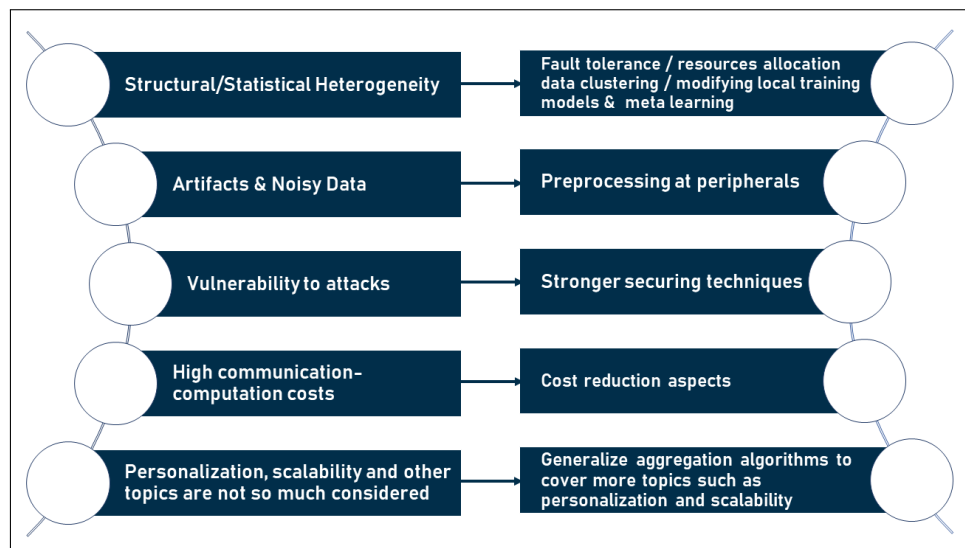 Structural/Statistical Heterogeneity
Fault tolerance / resources allocation
data clustering / modifying local training
models & meta learning
Artifacts & Noisy Data
Preprocessing at peripherals
Vulnerability to attacks
Stronger securing techniques
High communication-
computation costs
Cost reduction aspects
Personalization, scalability and other
topics are not so much considered
Generalize aggregation algorithms to
cover more topics such as
personalization and scalability